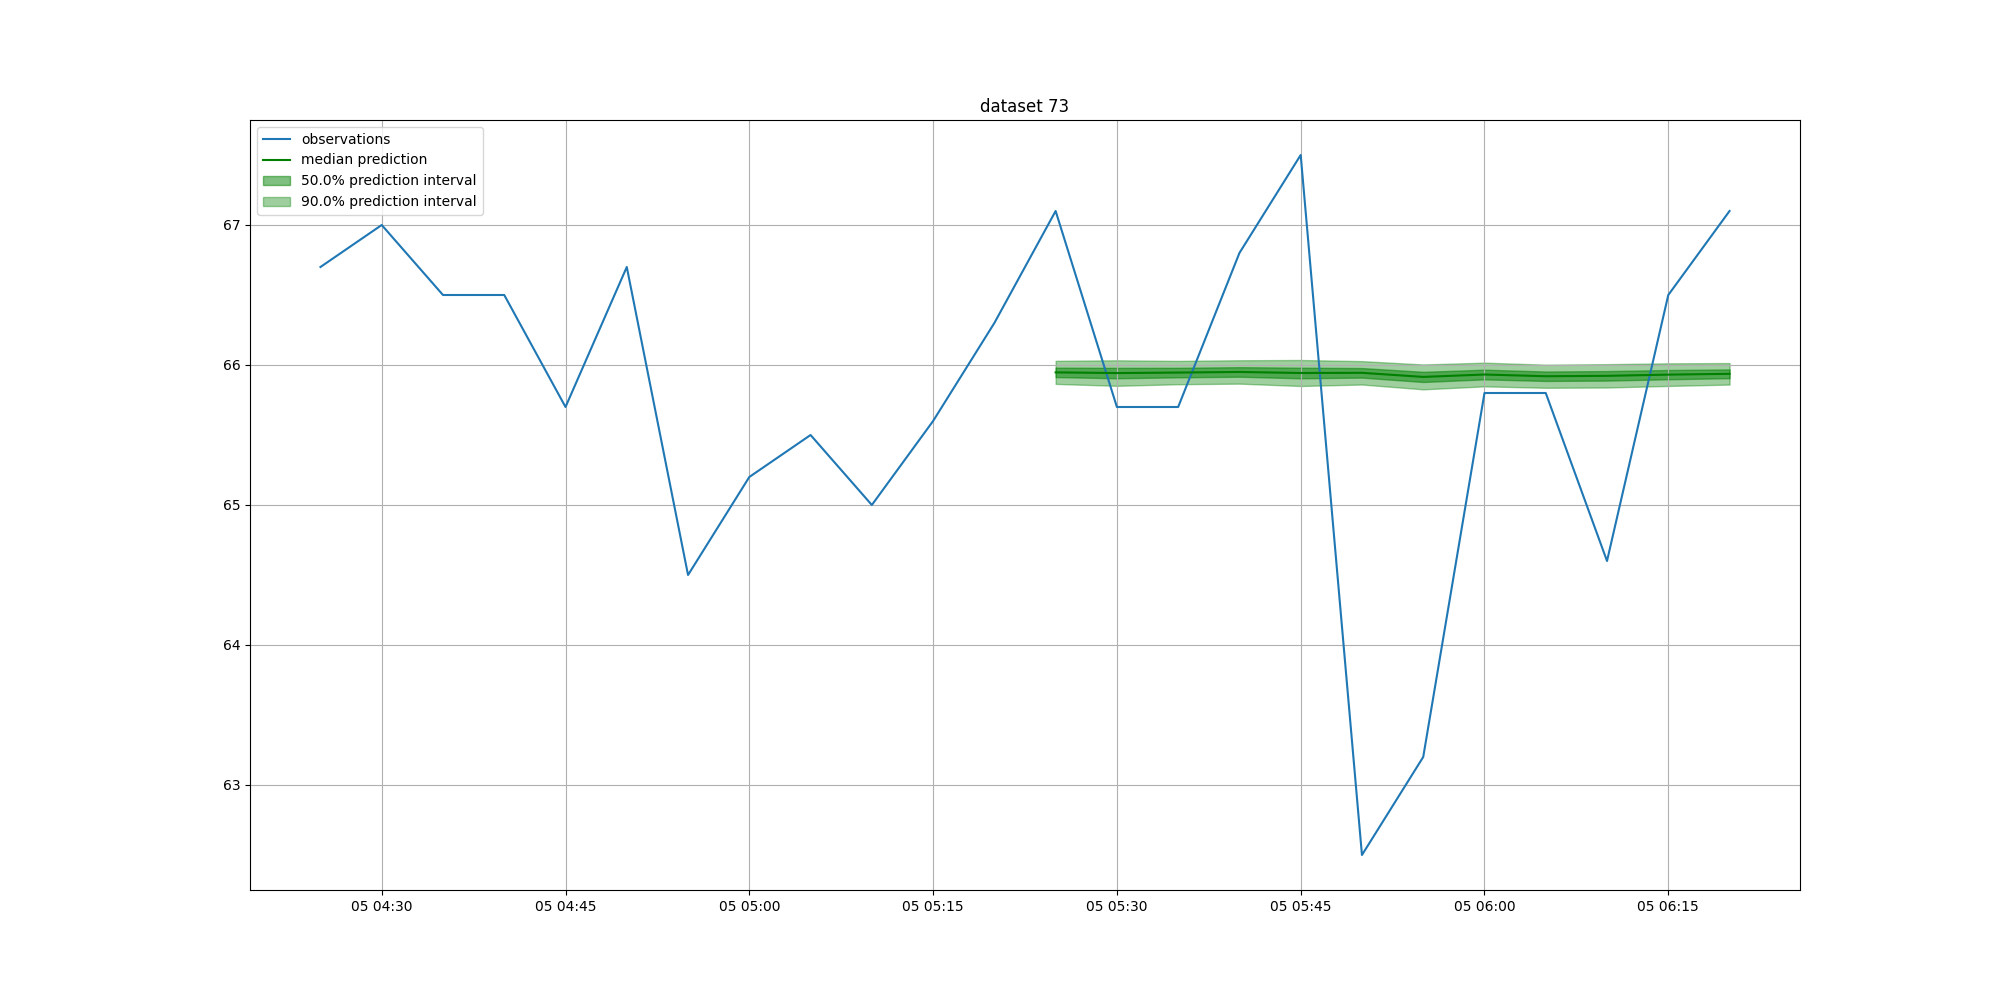 dataset 73
observations
median prediction
50.0% prediction interval
90.0% prediction interval
67
66
65
64
63
05 04:30 05 04:45 05 05:00 05 05:15 05 05:30 05 05:45 05 06:00 05 06:15